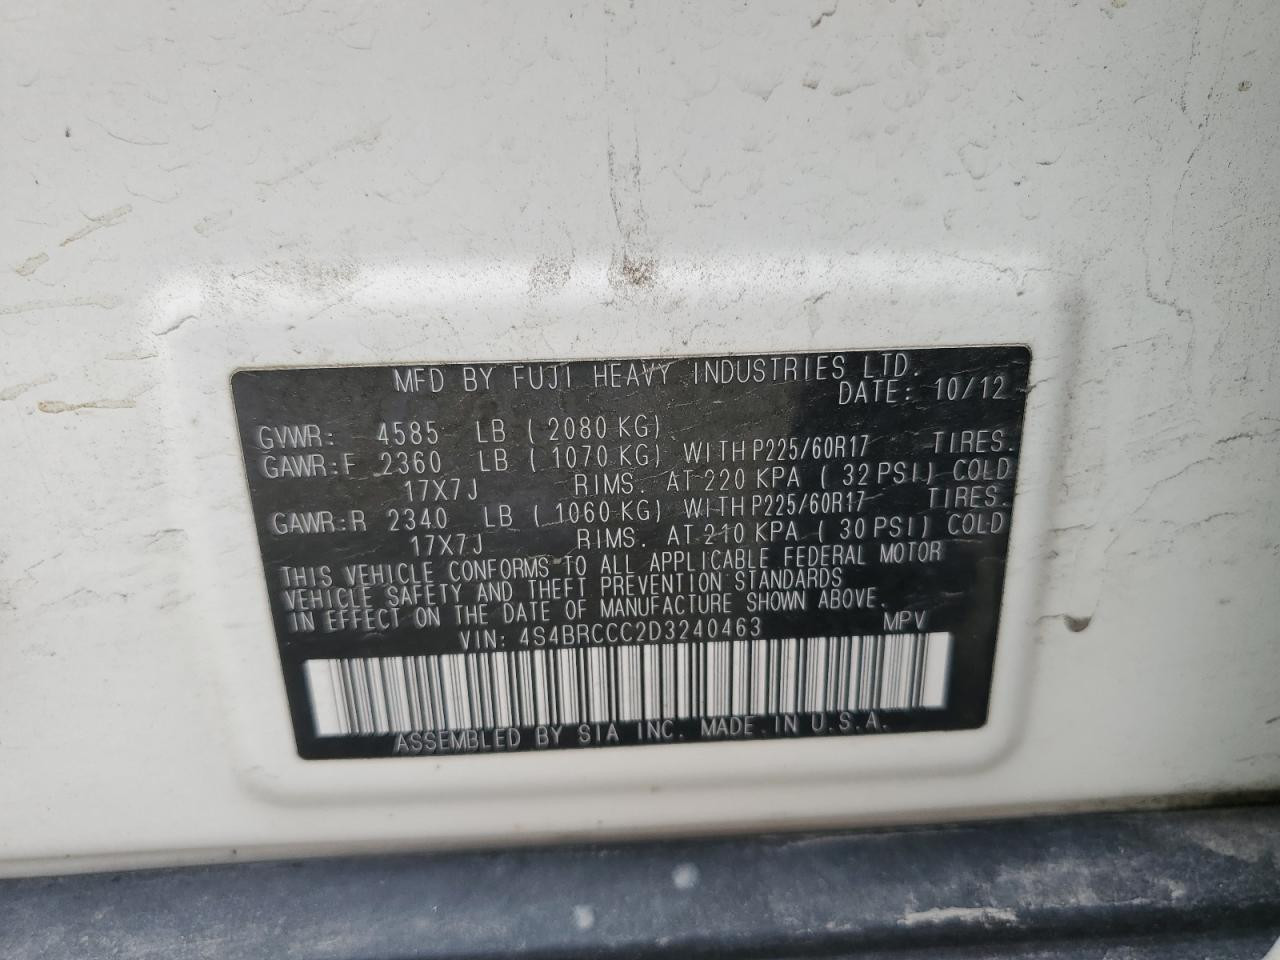 MFD BY FUJI HEAVY INDUSTRIES LTD.
DATE: 10/12
GVWR: 4585 LB ( 2080 KG)
GAWR:F 2360 LB ( 1070 KG) WITH P225/60R17 TIRES.
17X7J RIMS. AT 220 KPA ( 32 PSI) COLD
GAWR:R 2340 LB ( 1060 KG) WITH P225/60R17 TIRES.
17X7J RIMS. AT 210 KPA ( 30 PSI) COLD
THIS VEHICLE CONFORMS TO ALL APPLICABLE FEDERAL MOTOR
VEHICLE SAFETY AND THEFT PREVENTION STANDARDS
IN EFFECT ON THE DATE OF MANUFACTURE SHOWN ABOVE.
VIN: 4S4BRCCC2D3240463 MPV
ASSEMBLED BY SIA INC. MADE IN U.S.A.